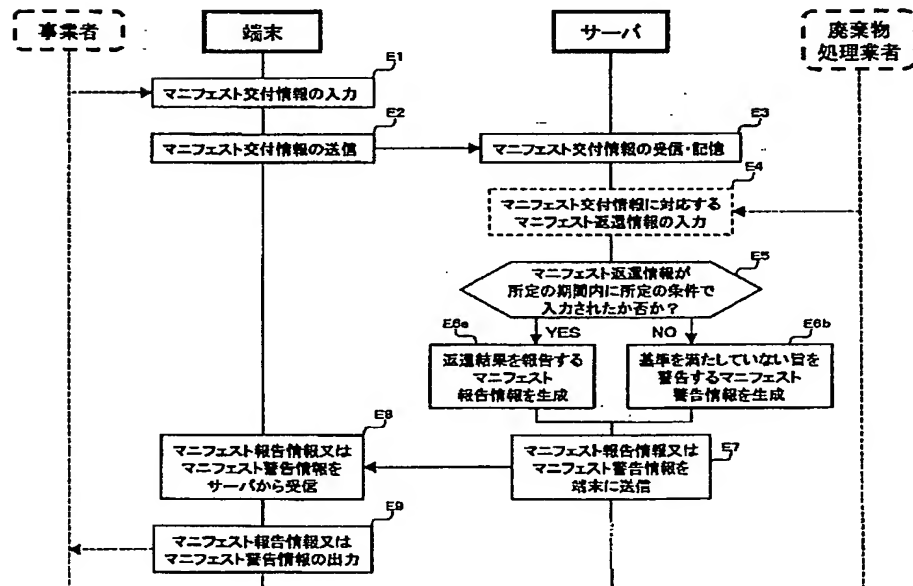 事業者
端末
サーバ
廃棄物
処理業者
E1
マニフェスト交付情報の入力
E2
マニフェスト交付情報の送信
E3
マニフェスト交付情報の受信・記憶
E4
マニフェスト交付情報に対応する
マニフェスト返還情報の入力
E5
マニフェスト返還情報が
所定の期間内に所定の条件で
入力されたか否か?
E6a
YES
NO
E6b
返還結果を報告する
マニフェスト
報告情報を生成
基準を満たしていない旨を
警告するマニフェスト
警告情報を生成
E8
マニフェスト報告情報又は
マニフェスト警告情報を
サーバから受信
E7
マニフェスト報告情報又は
マニフェスト警告情報を
端末に送信
E9
マニフェスト報告情報又は
マニフェスト警告情報の出力